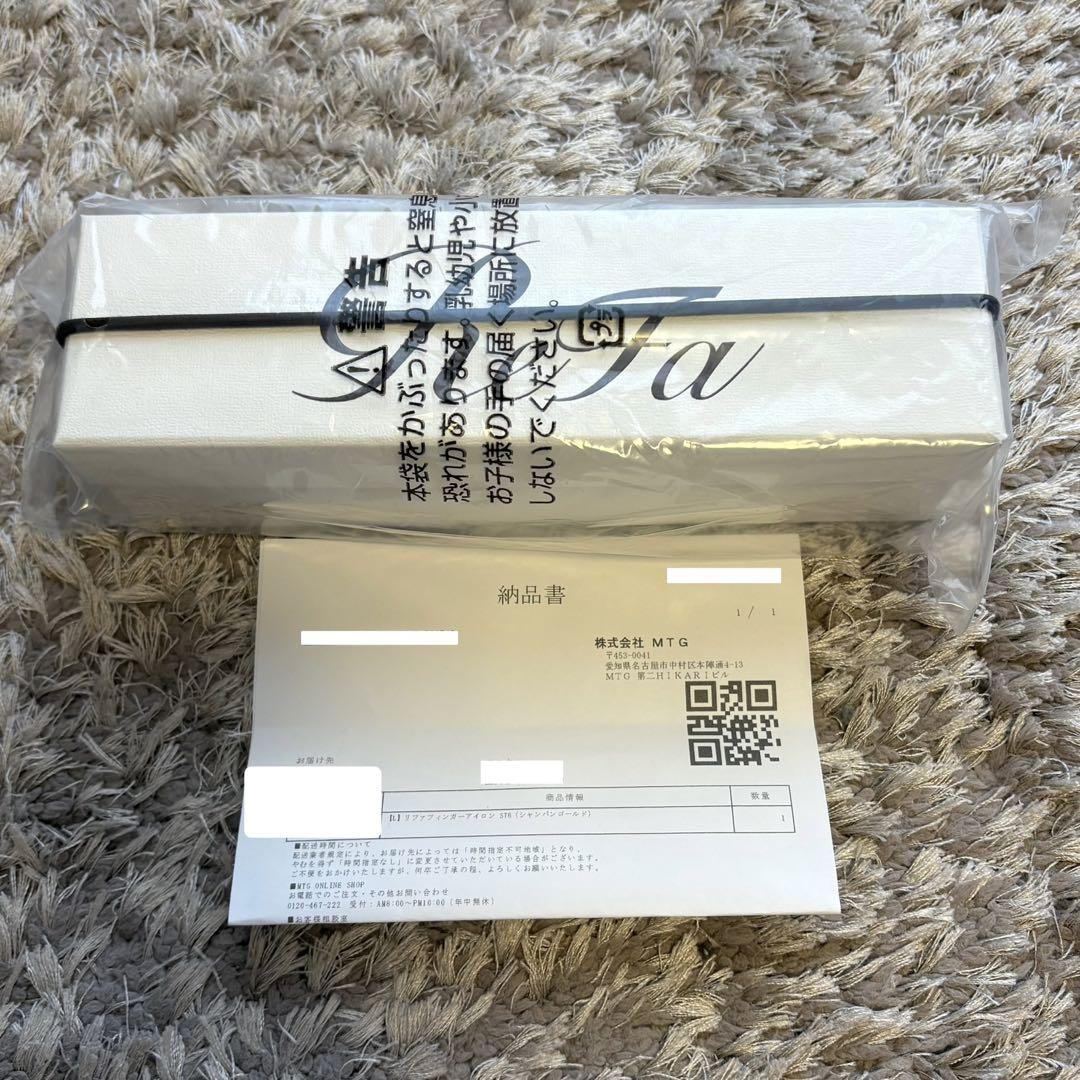 警告
本袋をかぶったりすると窒息
恐れがあります。乳幼児や小
お子様の手の届く場所に放置
しないでください。
プラ
ReFa
納品書
1 / 1
株式会社 MTG
〒453-0041
愛知県名古屋市中村区本陣通4-13
MTG 第二HIKARIビル
お届け先
商品情報
数量
【L】リファフィンガーアイロン ST6（シャンパンゴールド）
1
■配送時間について
配送業者規定により、お届け先によっては「時間指定不可地域」となり、
やむを得ず「時間指定なし」に変更させていただいている場合がございます。
ご不便をおかけいたしますが、何卒ご了承の程、よろしくお願いいたします。
■MTG ONLINE SHOP
お電話でのご注文・その他お問い合わせ
0120-467-222 受付：AM8:00～PM10:00（年中無休）
■お客様相談室